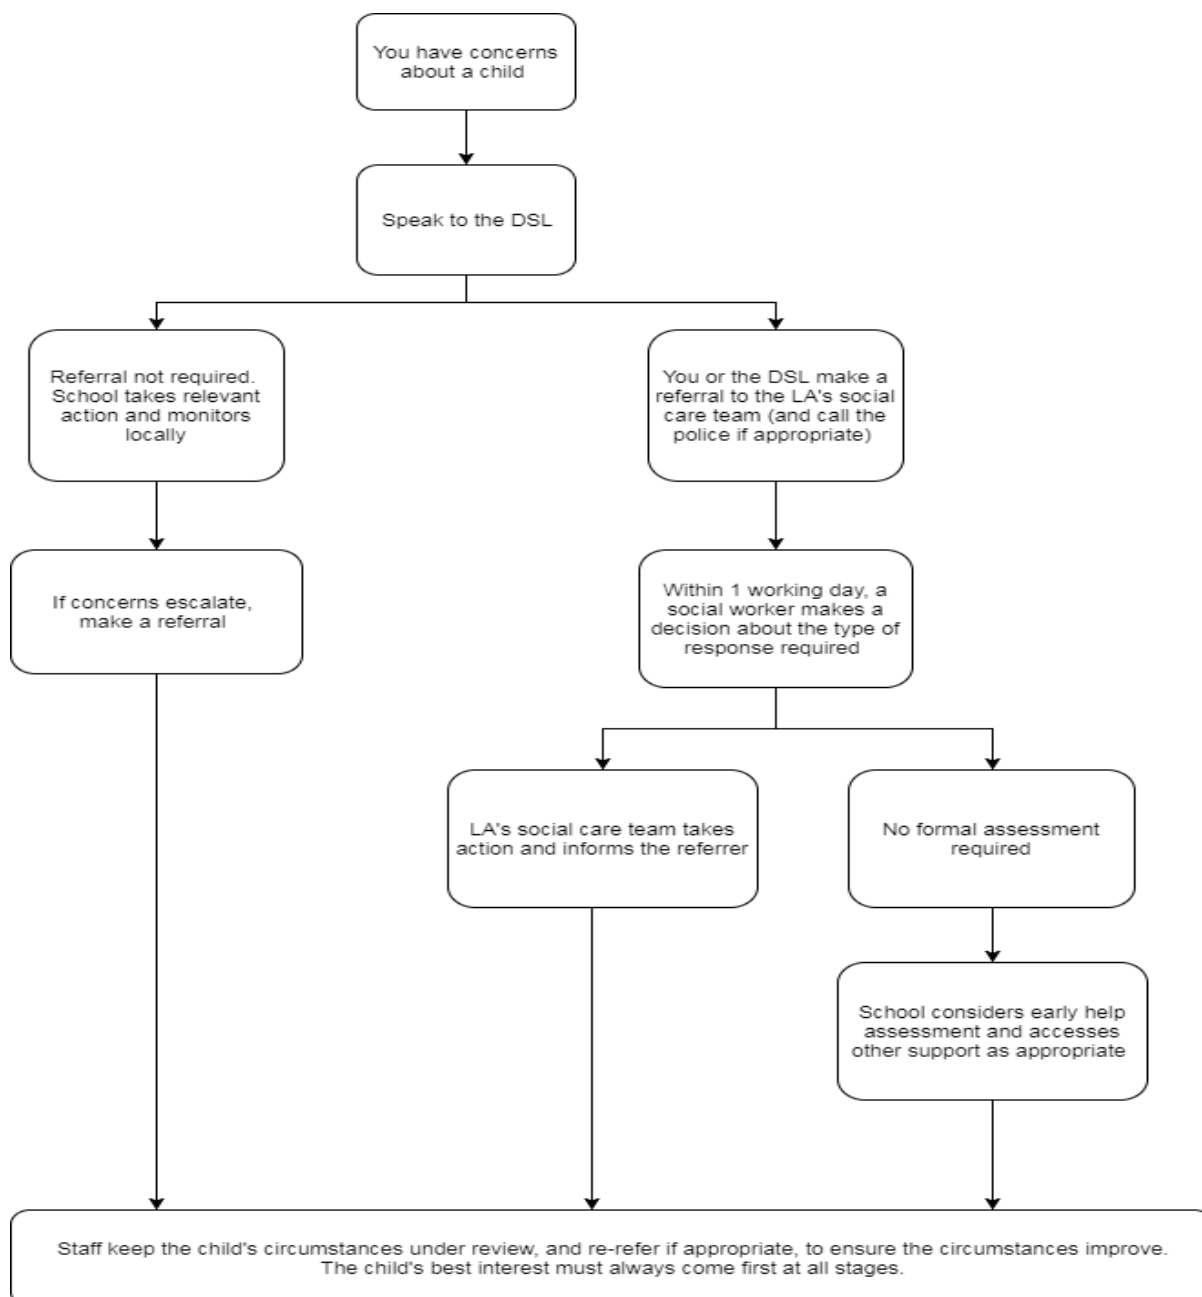 You have concerns
about a child
Speak to the DSL
Referral not required.
School takes relevant
action and monitors
locally
You or the DSL make a
referral to the LA's social
care team (and call the
police if appropriate)
If concerns escalate,
make a referral
Within 1 working day, a
social worker makes a
decision about the type of
response required
LA's social care team takes
action and informs the referrer
No formal assessment
required
School considers early help
assessment and accesses
other support as appropriate
Staff keep the child's circumstances under review, and re-refer if appropriate, to ensure the circumstances improve.
The child's best interest must always come first at all stages.